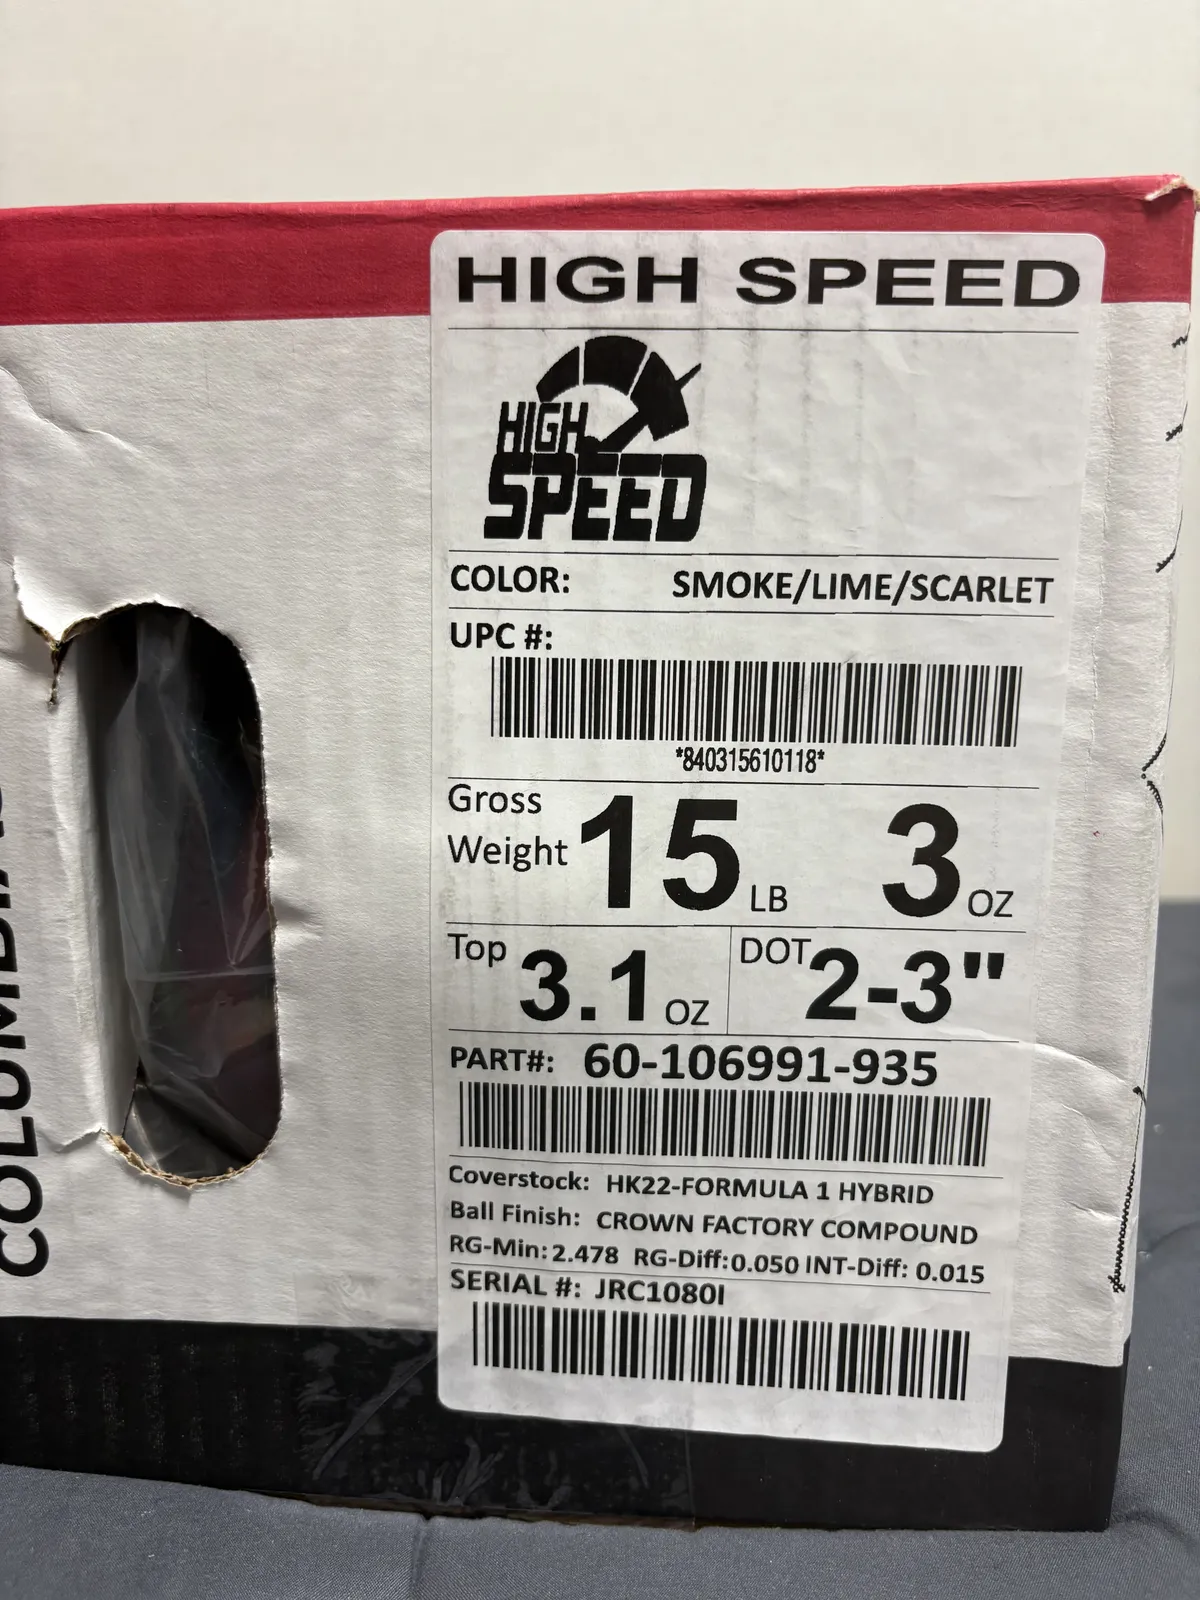 HIGH SPEED
HIGH
SPEED
COLOR: SMOKE/LIME/SCARLET
UPC #:
*840315610118*
Gross Weight 15 LB 3 OZ
Top 3.1 OZ DOT 2-3"
PART#: 60-106991-935
Coverstock: HK22-FORMULA 1 HYBRID
Ball Finish: CROWN FACTORY COMPOUND
RG-Min: 2.478 RG-Diff: 0.050 INT-Diff: 0.015
SERIAL #: JRC1080I